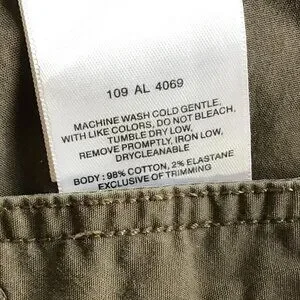 109 AL 4069
MACHINE WASH COLD GENTLE,
WITH LIKE COLORS, DO NOT BLEACH,
TUMBLE DRY LOW,
REMOVE PROMPTLY, IRON LOW,
DRYCLEANABLE
BODY: 98% COTTON, 2% ELASTANE
EXCLUSIVE OF TRIMMING